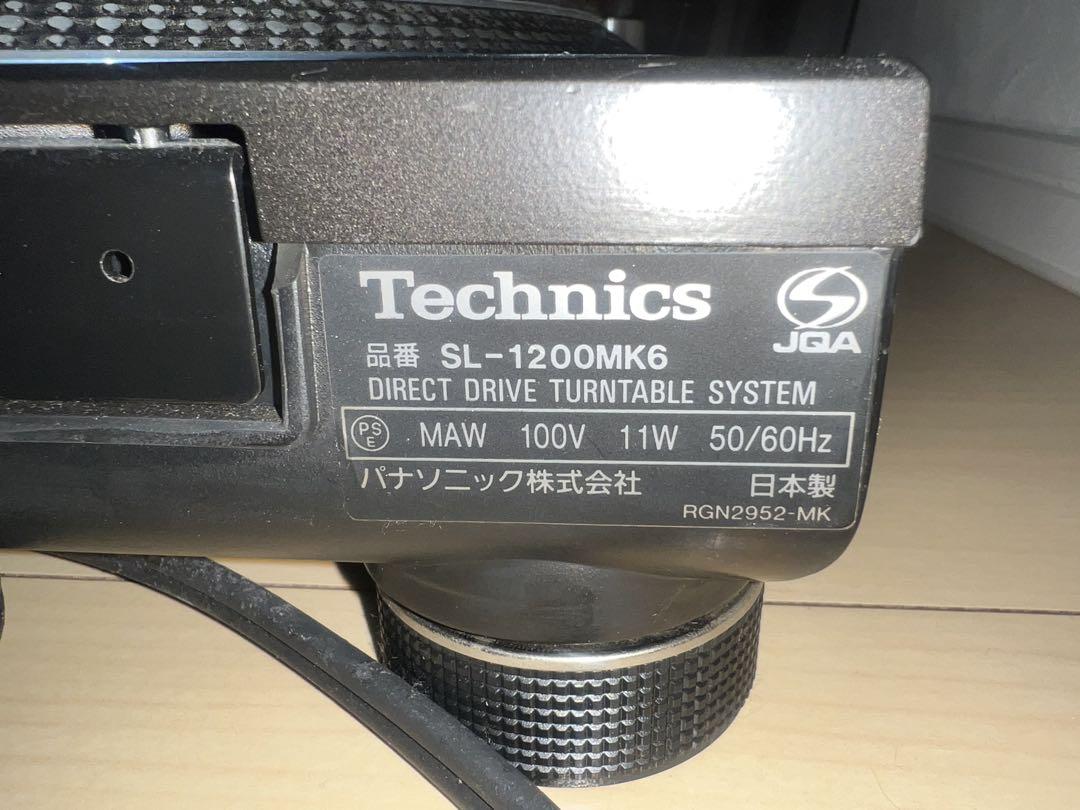 Technics
JQA
品番 SL-1200MK6
DIRECT DRIVE TURNTABLE SYSTEM
PSE MAW 100V 11W 50/60Hz
パナソニック株式会社 日本製
RGN2952-MK